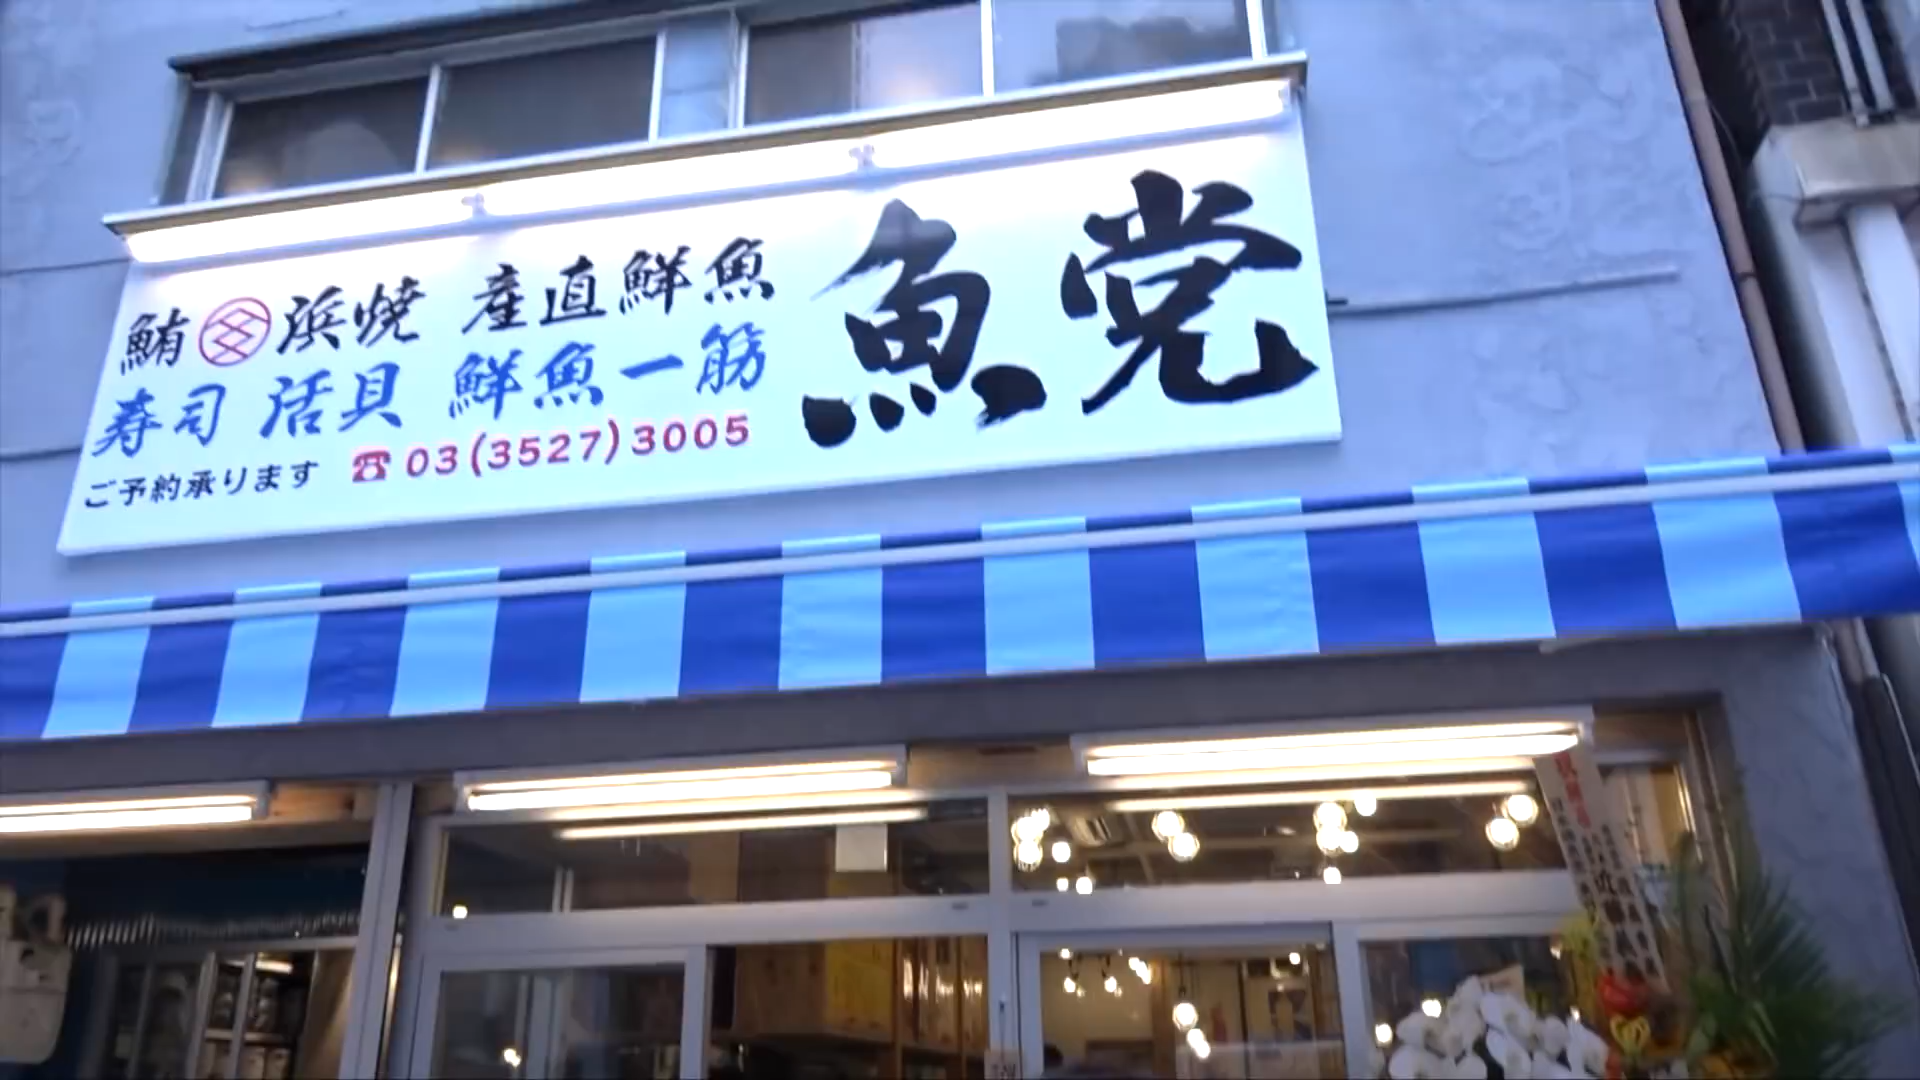 鮪 浜焼 産直鮮魚
寿司 活貝 鮮魚一筋
ご予約承ります ☎ 03(3527)3005
魚党